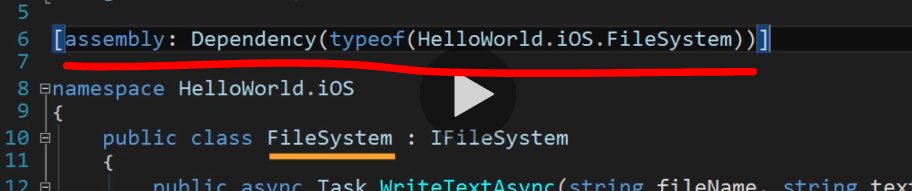 5
6 [assembly: Dependency(typeof(HelloWorld.iOS.FileSystem))]
7
8 namespace HelloWorld.iOS
9 {
10 public class FileSystem : IFileSystem
11 {
12 public async Task WriteTextAsync(string fileName, string tex